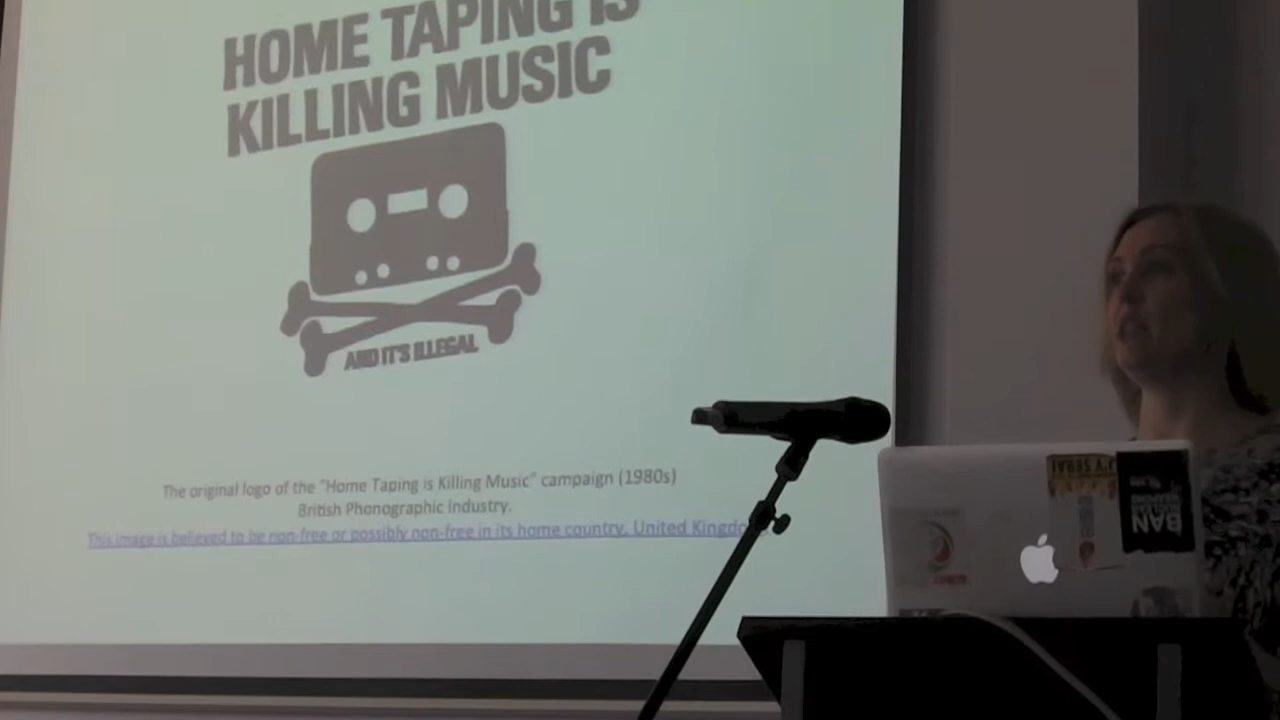 HOME TAPING IS
KILLING MUSIC
AND IT'S ILLEGAL
The original logo of the "Home Taping is Killing Music" campaign (1980s)
British Phonographic Industry.
This image is believed to be non-free or possibly non-free in its home country, United
BAN